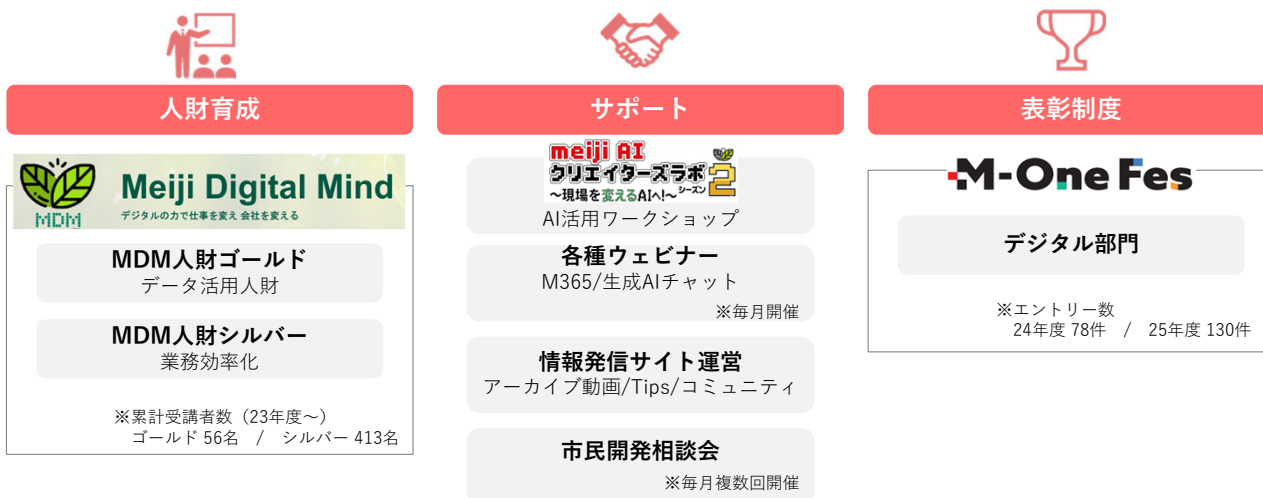 人財育成
MDM
Meiji Digital Mind
デジタルの力で仕事を変え 会社を変える
MDM人財ゴールド
データ活用人財
MDM人財シルバー
業務効率化
※累計受講者数（23年度～）
ゴールド 56名　/　シルバー 413名
サポート
meiji AI
クリエイターズラボ2
シーズン
～現場を変えるAIへ!～
AI活用ワークショップ
各種ウェビナー
M365/生成AIチャット
※毎月開催
情報発信サイト運営
アーカイブ動画/Tips/コミュニティ
市民開発相談会
※毎月複数回開催
表彰制度
M-One Fes
デジタル部門
※エントリー数
24年度 78件　/　25年度 130件